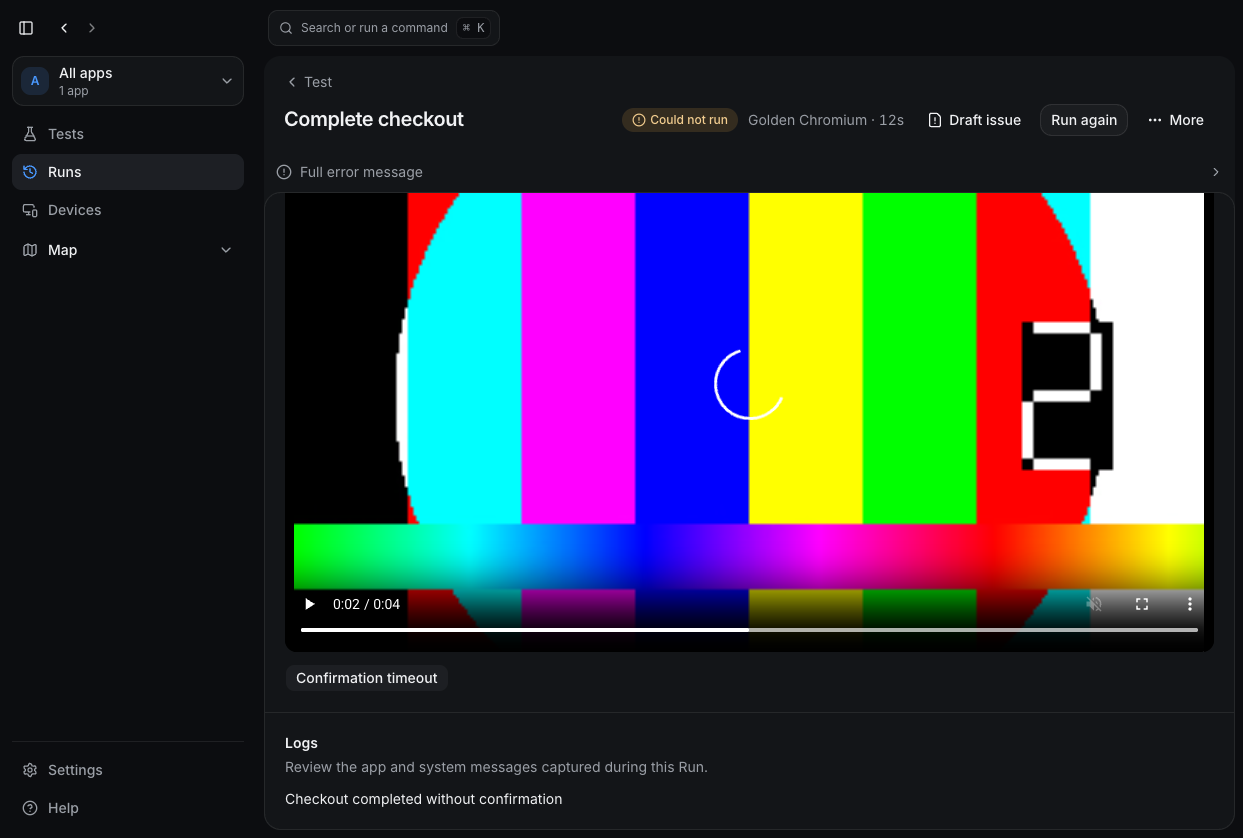 Search or run a command
⌘ K
A
All apps
1 app
Tests
Runs
Devices
Map
Settings
Help
Test
Complete checkout
Could not run
Golden Chromium · 12s
Draft issue
Run again
More
Full error message
2
0:02 / 0:04
Confirmation timeout
Logs
Review the app and system messages captured during this Run.
Checkout completed without confirmation